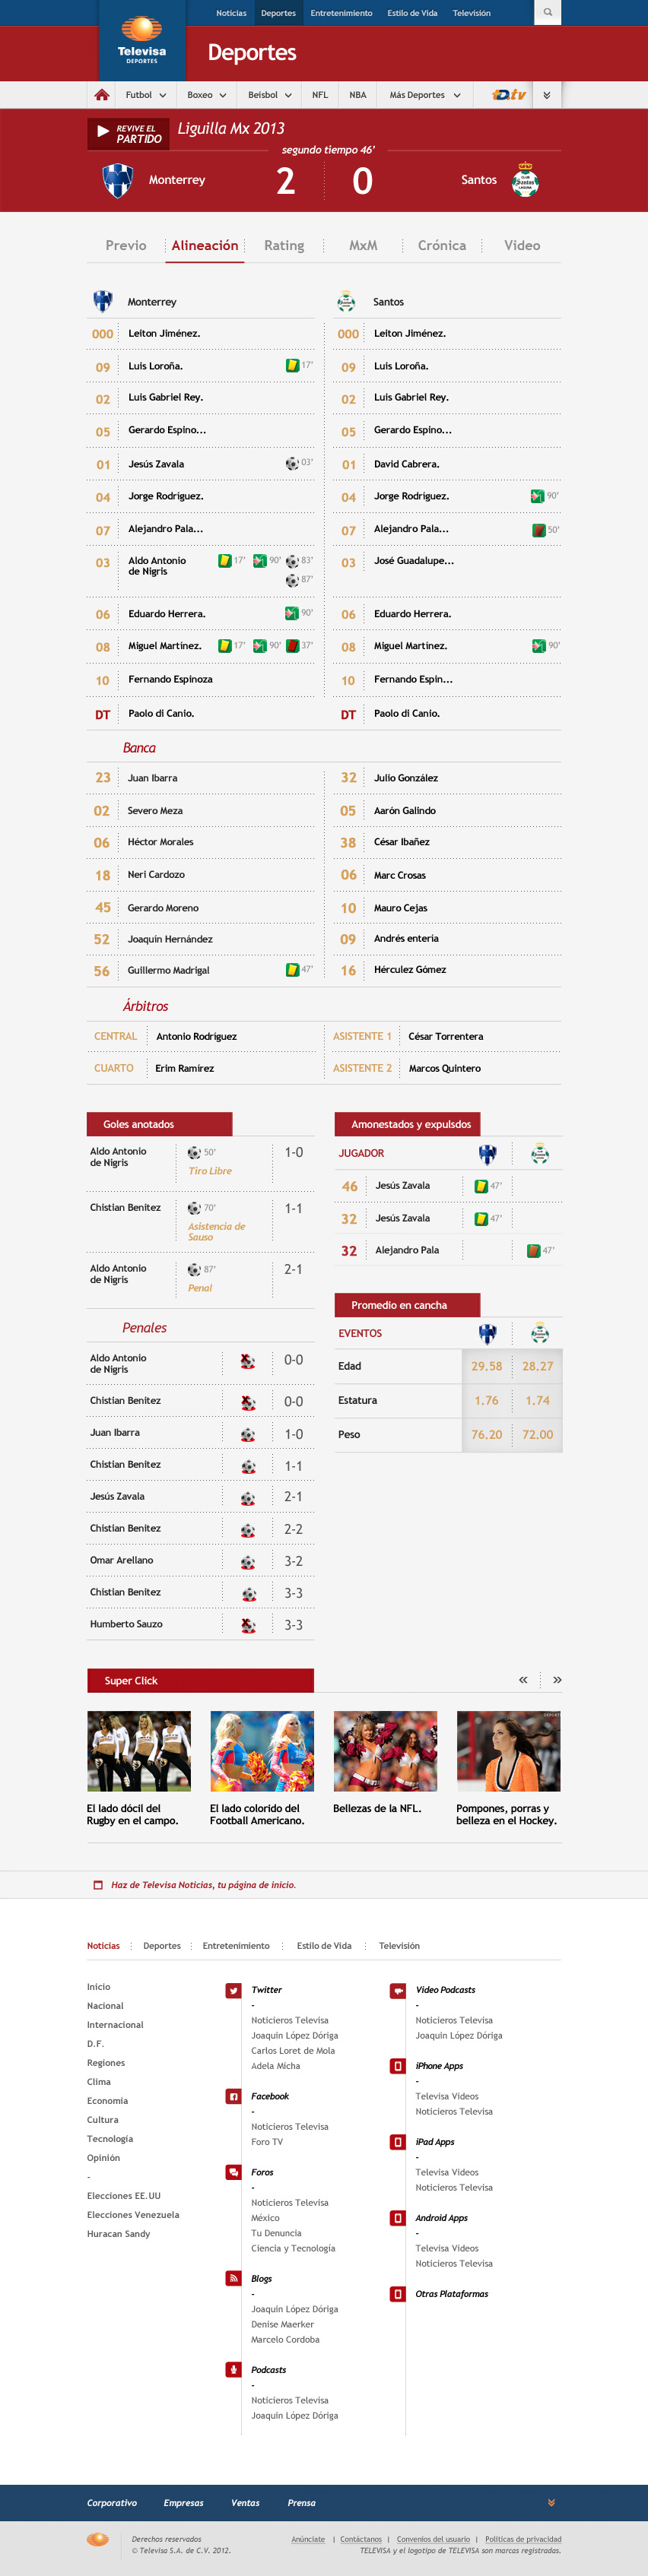 Noticias Deportes Entretenimiento Estilo de Vida Televisión
Televisa
DEPORTES
Deportes
Futbol Boxeo Beisbol NFL NBA Más Deportes TD.tv
REVIVE EL
PARTIDO
Liguilla Mx 2013
segundo tiempo 46'
Monterrey 2 0 Santos
Previo Alineación Rating MxM Crónica Video
Monterrey Santos
000 Leiton Jiménez. 000 Leiton Jiménez.
09 Luis Loroña. 17' 09 Luis Loroña.
02 Luis Gabriel Rey. 02 Luis Gabriel Rey.
05 Gerardo Espino... 05 Gerardo Espino...
01 Jesús Zavala 03' 01 David Cabrera.
04 Jorge Rodríguez. 04 Jorge Rodríguez. 90'
07 Alejandro Pala... 07 Alejandro Pala... 50'
03 Aldo Antonio 17' 90' 83' 03 José Guadalupe...
de Nigris 87'
06 Eduardo Herrera. 90' 06 Eduardo Herrera.
08 Miguel Martínez. 17' 90' 37' 08 Miguel Martínez. 90'
10 Fernando Espinoza 10 Fernando Espin...
DT Paolo di Canio. DT Paolo di Canio.
Banca
23 Juan Ibarra 32 Julio González
02 Severo Meza 05 Aarón Galindo
06 Héctor Morales 38 César Ibañez
18 Neri Cardozo 06 Marc Crosas
45 Gerardo Moreno 10 Mauro Cejas
52 Joaquín Hernández 09 Andrés entería
56 Guillermo Madrigal 47' 16 Hérculez Gómez
Árbitros
CENTRAL Antonio Rodríguez ASISTENTE 1 César Torrentera
CUARTO Erim Ramírez ASISTENTE 2 Marcos Quintero
Goles anotados
Aldo Antonio 50' 1-0
de Nigris
Tiro Libre
Chistian Benitez 70' 1-1
Asistencia de
Sauso
Aldo Antonio 87' 2-1
de Nigris
Penal
Penales
Aldo Antonio 0-0
de Nigris
Chistian Benitez 0-0
Juan Ibarra 1-0
Chistian Benitez 1-1
Jesús Zavala 2-1
Chistian Benitez 2-2
Omar Arellano 3-2
Chistian Benitez 3-3
Humberto Sauzo 3-3
Amonestados y expulsdos
JUGADOR
46 Jesús Zavala 47'
32 Jesús Zavala 47'
32 Alejandro Pala 47'
Promedio en cancha
EVENTOS
Edad 29.58 28.27
Estatura 1.76 1.74
Peso 76.20 72.00
Super Click « »
El lado dócil del
Rugby en el campo.
El lado colorido del
Football Americano.
Bellezas de la NFL.
Pompones, porras y
belleza en el Hockey.
Haz de Televisa Noticias, tu página de inicio.
Noticias Deportes Entretenimiento Estilo de Vida Televisión
Inicio
Nacional
Internacional
D.F.
Regiones
Clima
Economia
Cultura
Tecnología
Opinión
-
Elecciones EE.UU
Elecciones Venezuela
Huracan Sandy
Twitter
-
Noticieros Televisa
Joaquin López Dóriga
Carlos Loret de Mola
Adela Micha
Facebook
-
Noticieros Televisa
Foro TV
Foros
-
Noticieros Televisa
México
Tu Denuncia
Ciencia y Tecnología
Blogs
-
Joaquin López Dóriga
Denise Maerker
Marcelo Cordoba
Podcasts
-
Noticieros Televisa
Joaquin López Dóriga
Video Podcasts
-
Noticieros Televisa
Joaquin López Dóriga
iPhone Apps
-
Televisa Videos
Noticieros Televisa
iPad Apps
-
Televisa Videos
Noticieros Televisa
Android Apps
-
Televisa Videos
Noticieros Televisa
Otras Plataformas
Corporativo Empresas Ventas Prensa
Derechos reservados
© Televisa S.A. de C.V. 2012.
Anúnciate | Contáctanos | Convenios del usuario | Políticas de privacidad
TELEVISA y el logotipo de TELEVISA son marcas registradas.